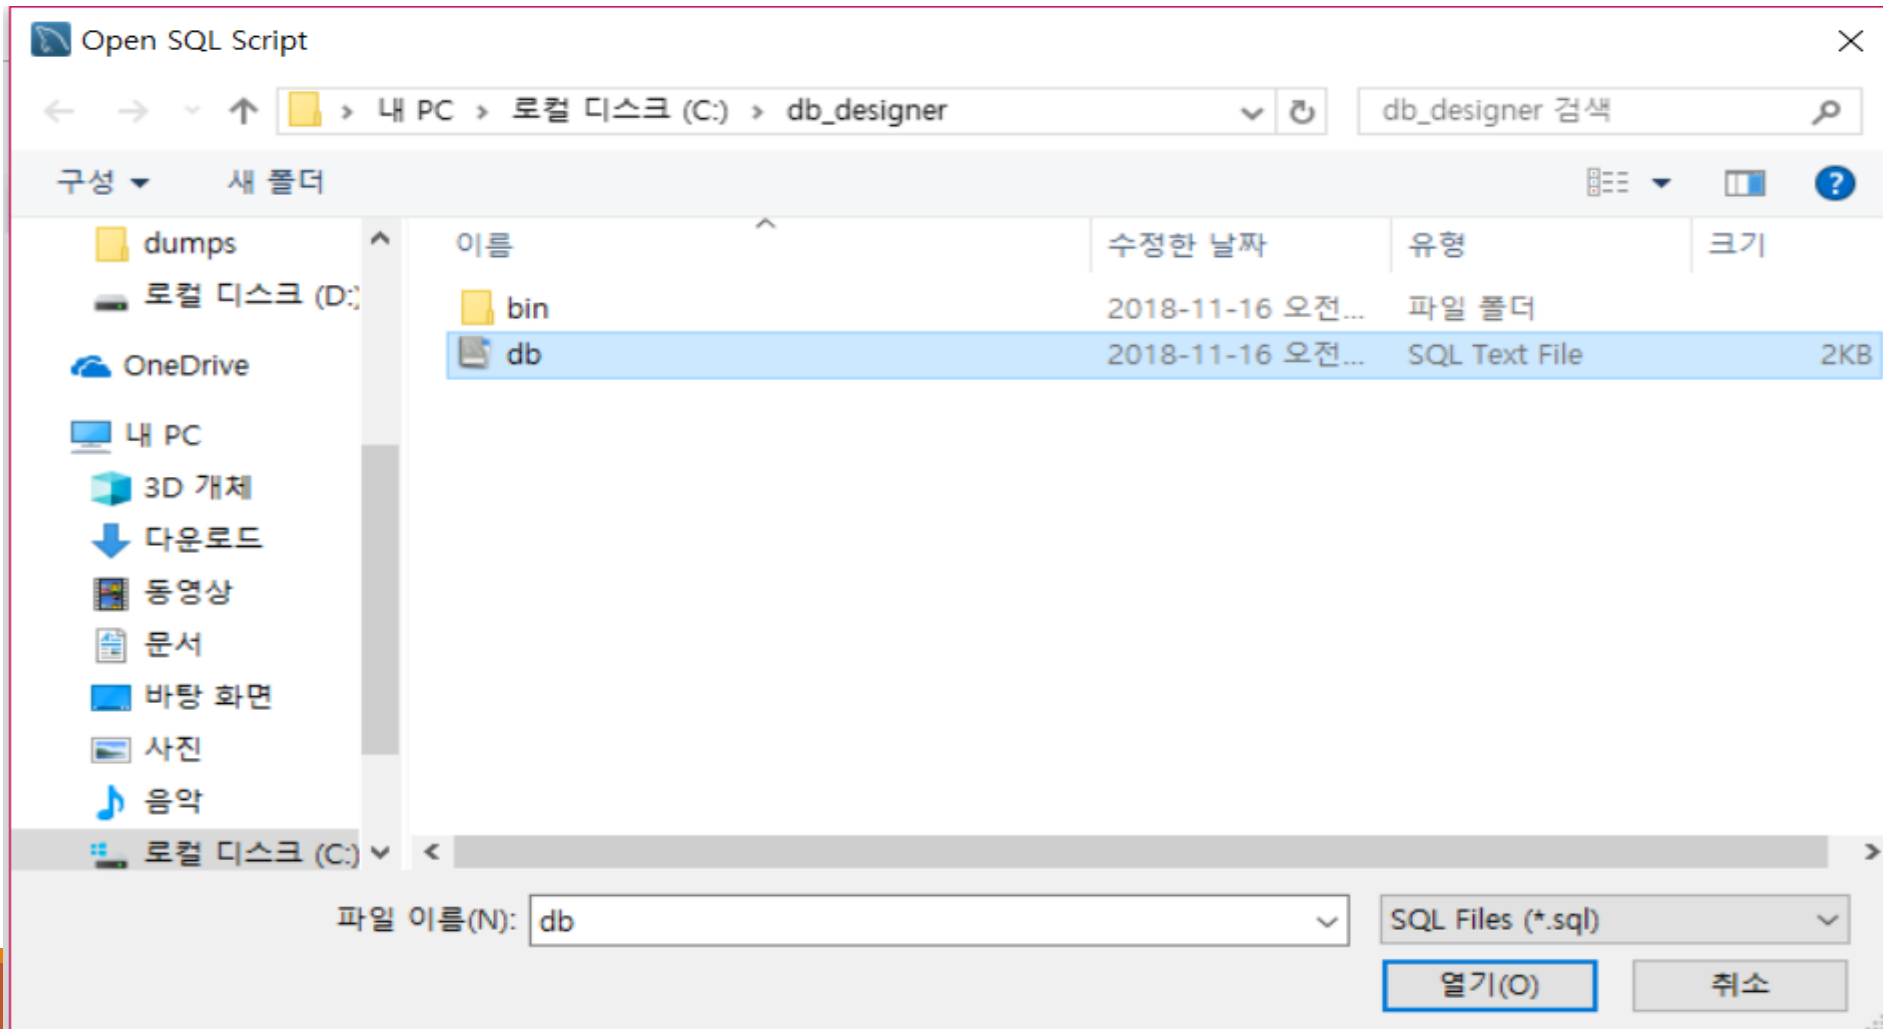 Open SQL Script
내 PC > 로컬 디스크 (C:) > db_designer
db_designer 검색
구성
새 폴더
dumps
로컬 디스크 (D:)
OneDrive
내 PC
3D 개체
다운로드
동영상
문서
바탕 화면
사진
음악
로컬 디스크 (C:)
이름 수정한 날짜 유형 크기
bin 2018-11-16 오전... 파일 폴더
db 2018-11-16 오전... SQL Text File 2KB
파일 이름(N): db
SQL Files (*.sql)
열기(O) 취소